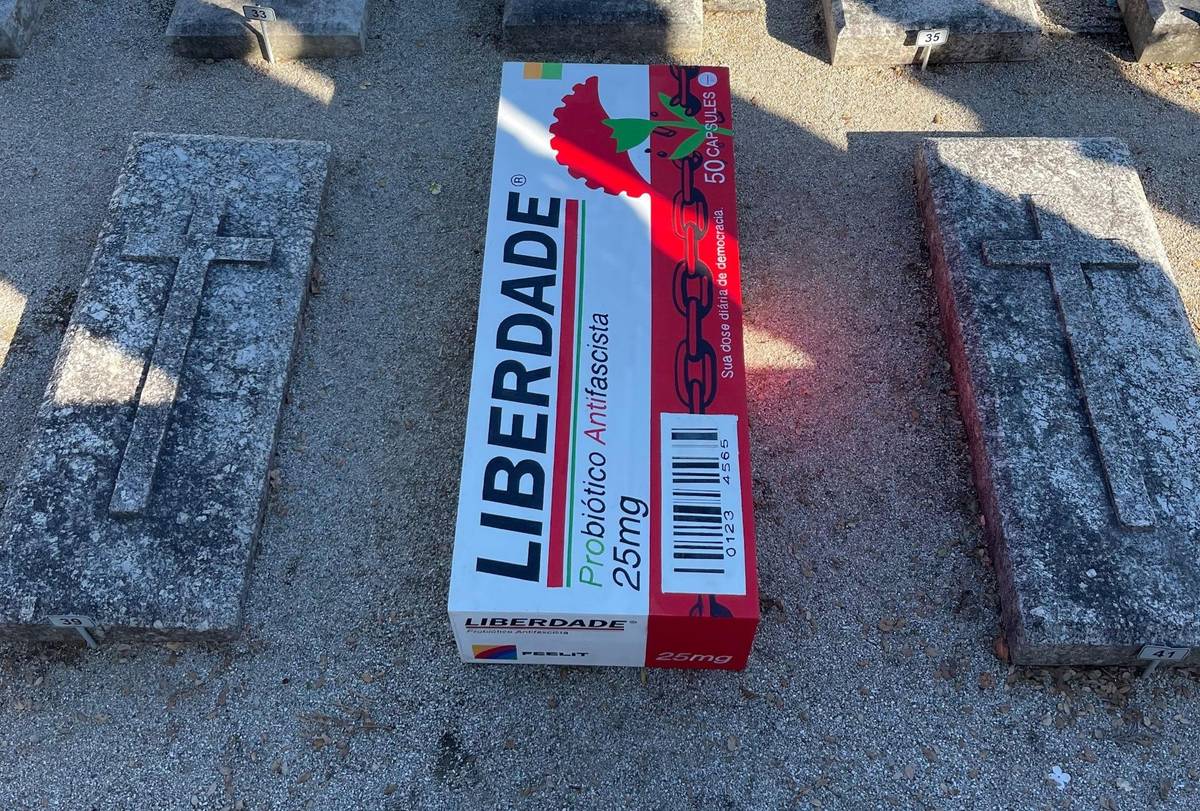 33
35
LIBERDADE®
Probiótico Antifascista
25mg
50 CAPSULES
Sua dose diária de democracia.
0123 4565
LIBERDADE®
Probiótico Antifascista
FEELIT
25mg
39
41